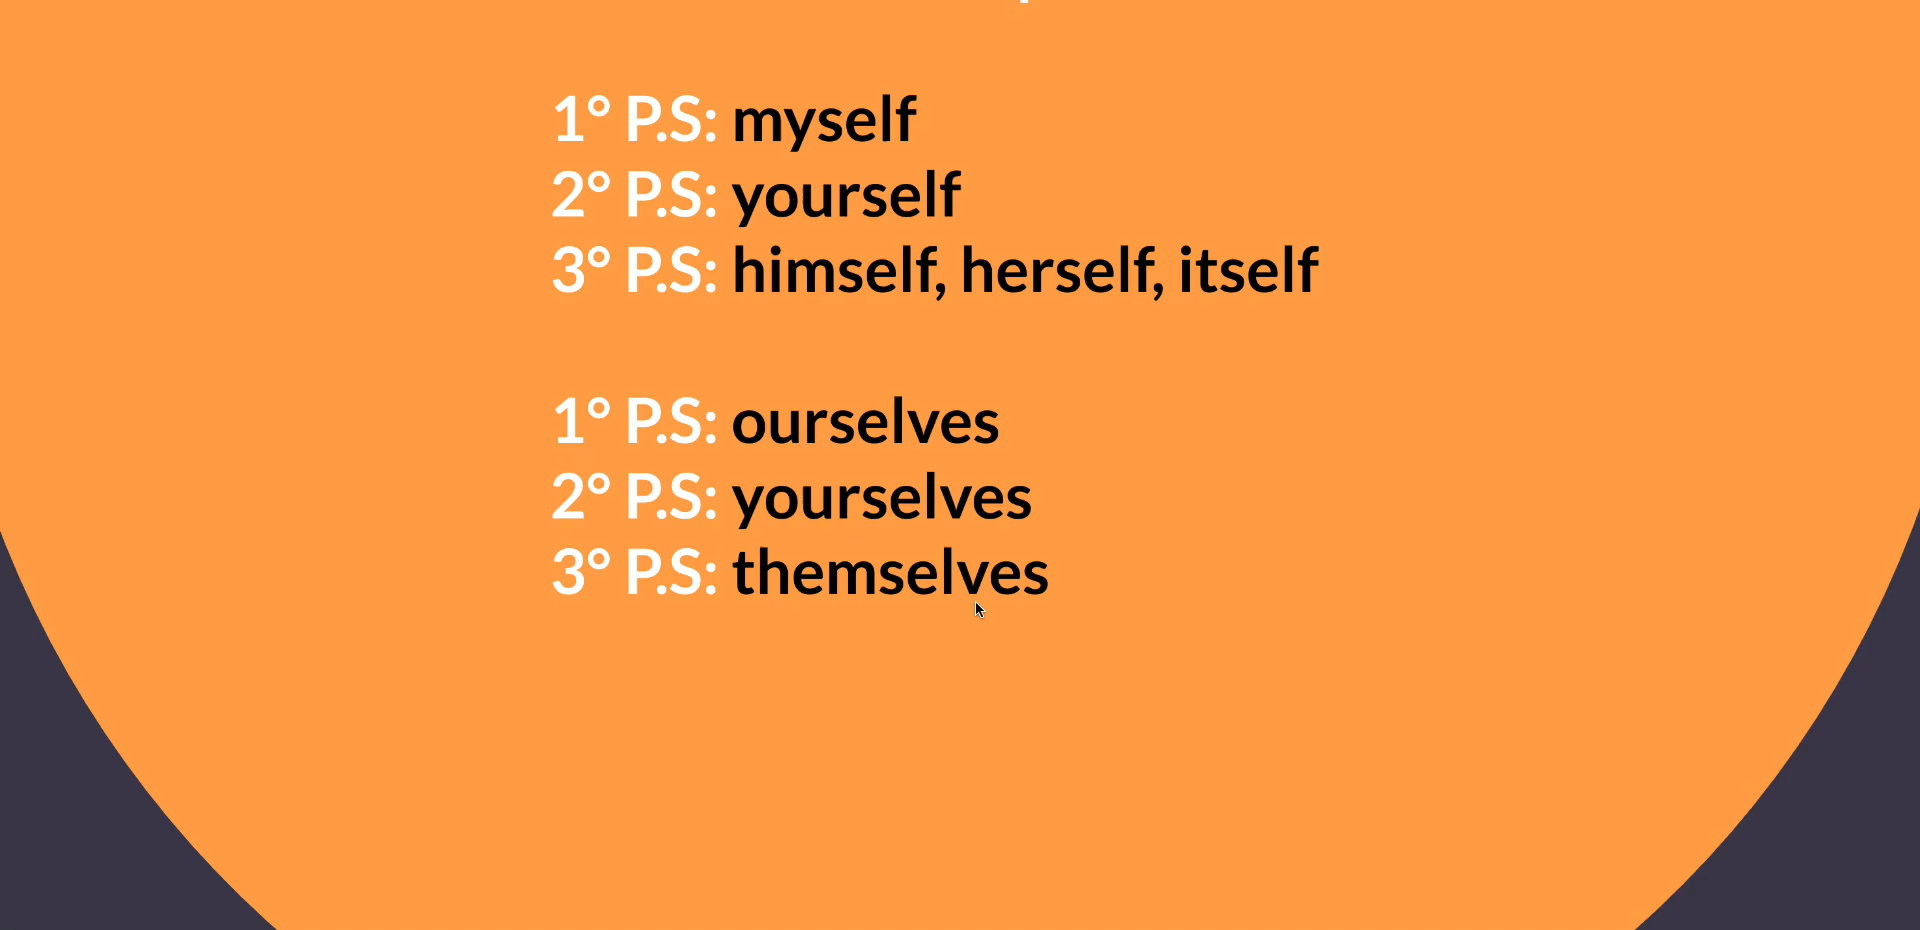 1° P.S: myself
2° P.S: yourself
3° P.S: himself, herself, itself
1° P.S: ourselves
2° P.S: yourselves
3° P.S: themselves